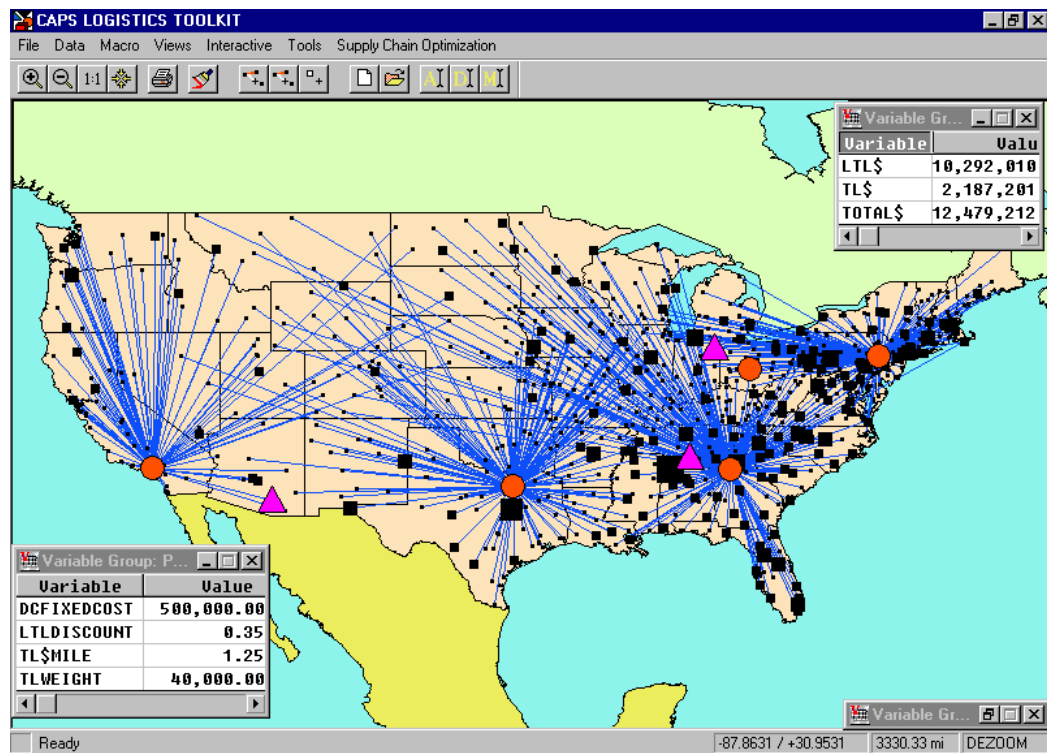 CAPS LOGISTICS TOOLKIT
File Data Macro Views Interactive Tools Supply Chain Optimization
1:1 A D M
Variable Gr...
Variable Valu
LTL$ 10,292,010
TL$ 2,187,201
TOTAL$ 12,479,212
Variable Group: P...
Variable Value
DCFIXEDCOST 500,000.00
LTLDISCOUNT 0.35
TL$MILE 1.25
TLWEIGHT 40,000.00
Variable Gr...
Ready -87.8631 / +30.9531 3330.33 mi DEZOOM